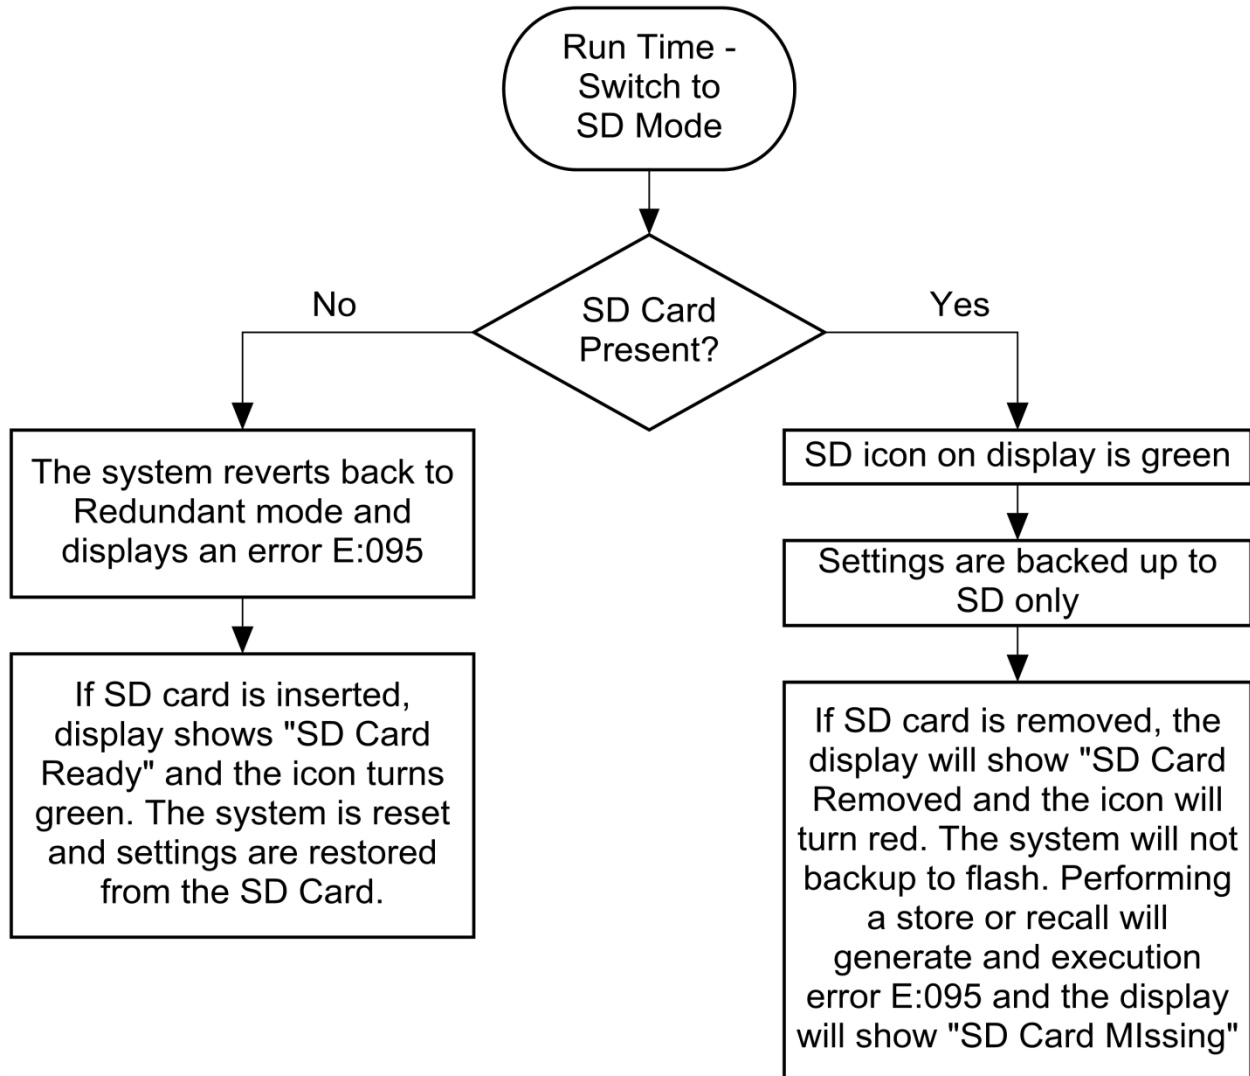 Run Time -
Switch to
SD Mode
SD Card
Present?
No
Yes
The system reverts back to
Redundant mode and
displays an error E:095
If SD card is inserted,
display shows "SD Card
Ready" and the icon turns
green. The system is reset
and settings are restored
from the SD Card.
SD icon on display is green
Settings are backed up to
SD only
If SD card is removed, the
display will show "SD Card
Removed and the icon will
turn red. The system will not
backup to flash. Performing
a store or recall will
generate and execution
error E:095 and the display
will show "SD Card MIssing"